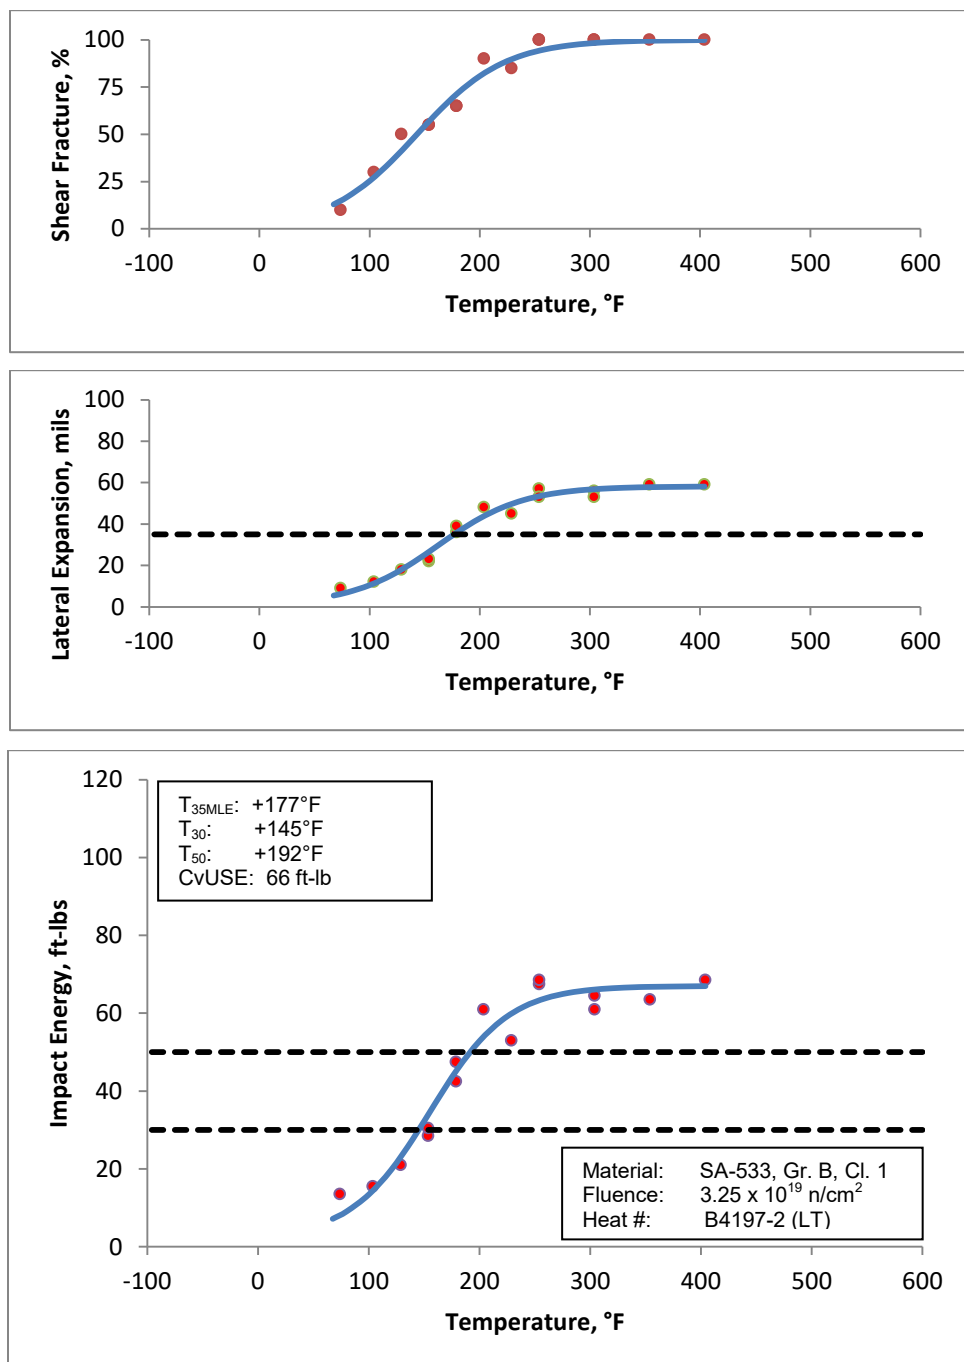 100
75
50
25
0
Shear Fracture, %
-100 0 100 200 300 400 500 600
Temperature, °F
100
80
60
40
20
0
Lateral Expansion, mils
-100 0 100 200 300 400 500 600
Temperature, °F
120
100
80
60
40
20
0
Impact Energy, ft-lbs
T35MLE: +177°F
T30: +145°F
T50: +192°F
CvUSE: 66 ft-lb
Material: SA-533, Gr. B, Cl. 1
Fluence: 3.25 x 10^19 n/cm^2
Heat #: B4197-2 (LT)
-100 0 100 200 300 400 500 600
Temperature, °F